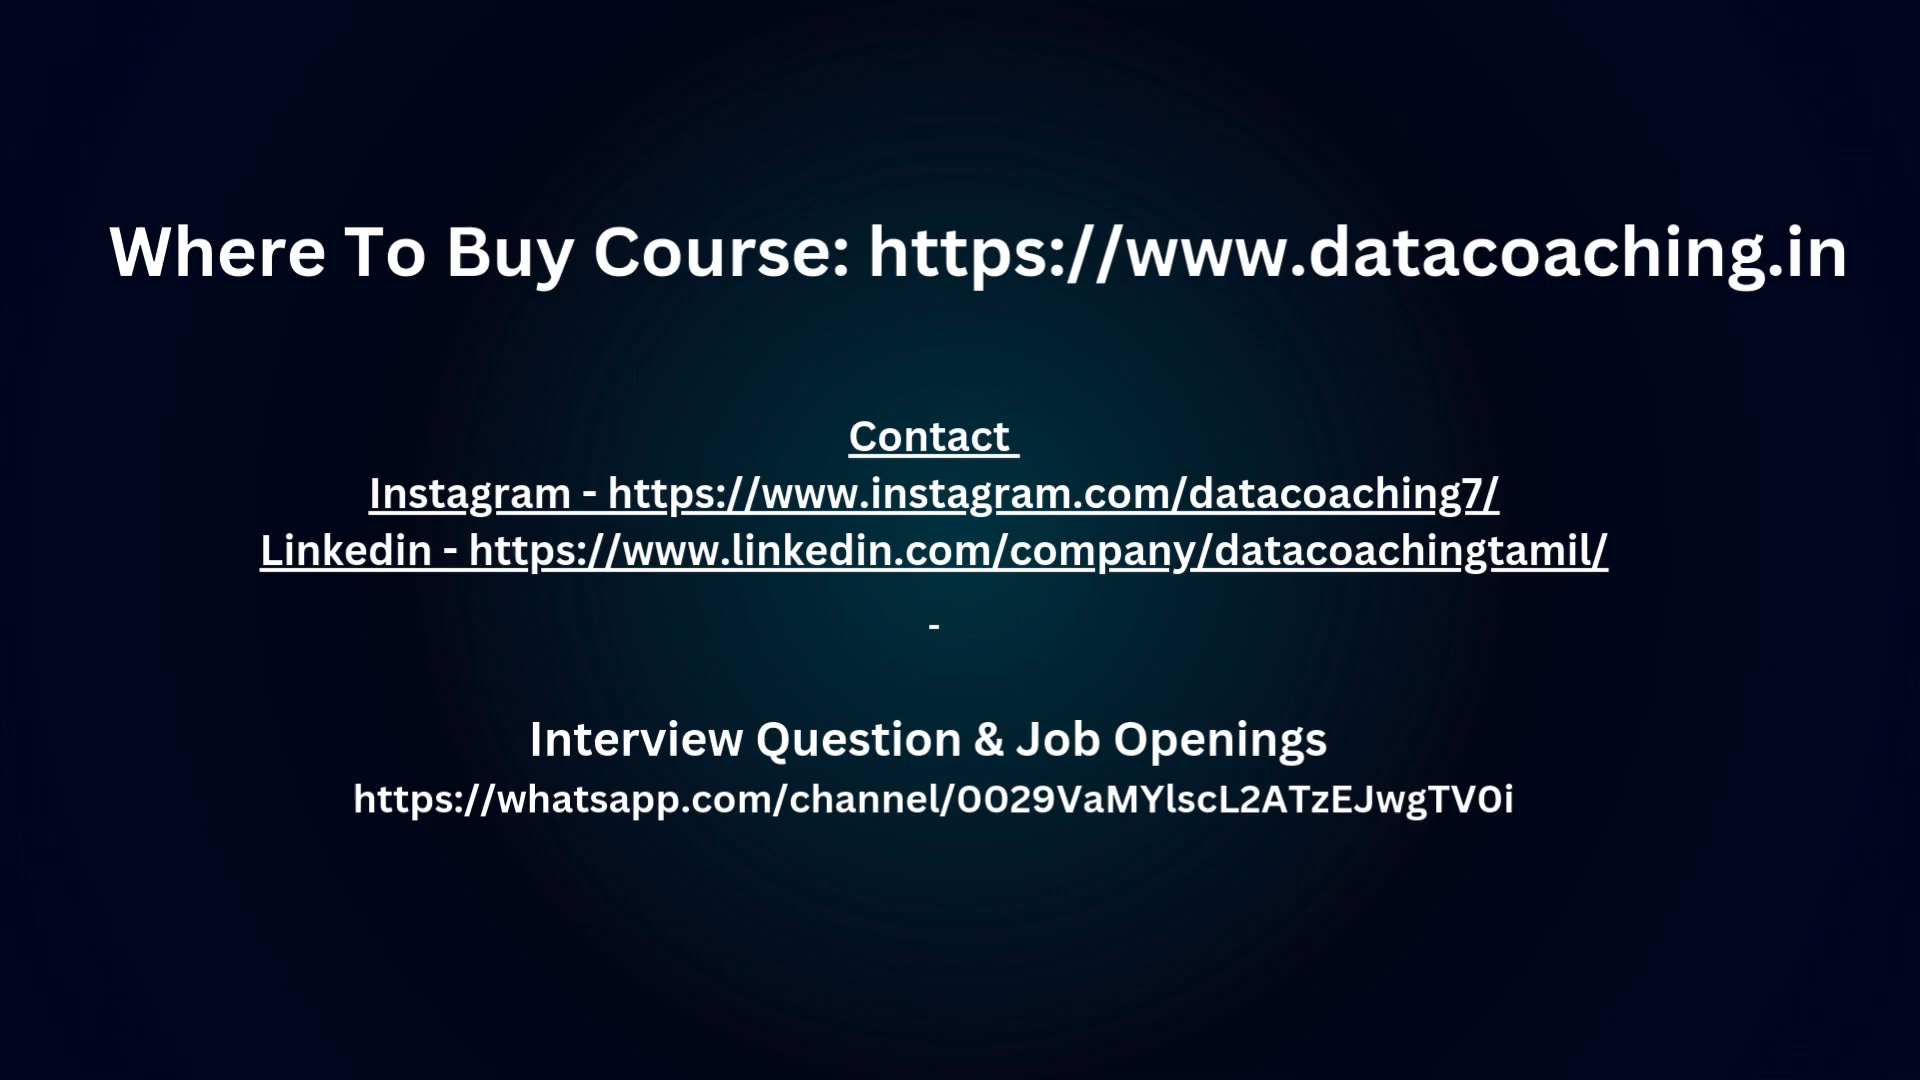 Where To Buy Course: https://www.datacoaching.in
Contact
Instagram - https://www.instagram.com/datacoaching7/
Linkedin - https://www.linkedin.com/company/datacoachingtamil/
-
Interview Question & Job Openings
https://whatsapp.com/channel/0029VaMYlscL2ATzEJwgTV0i